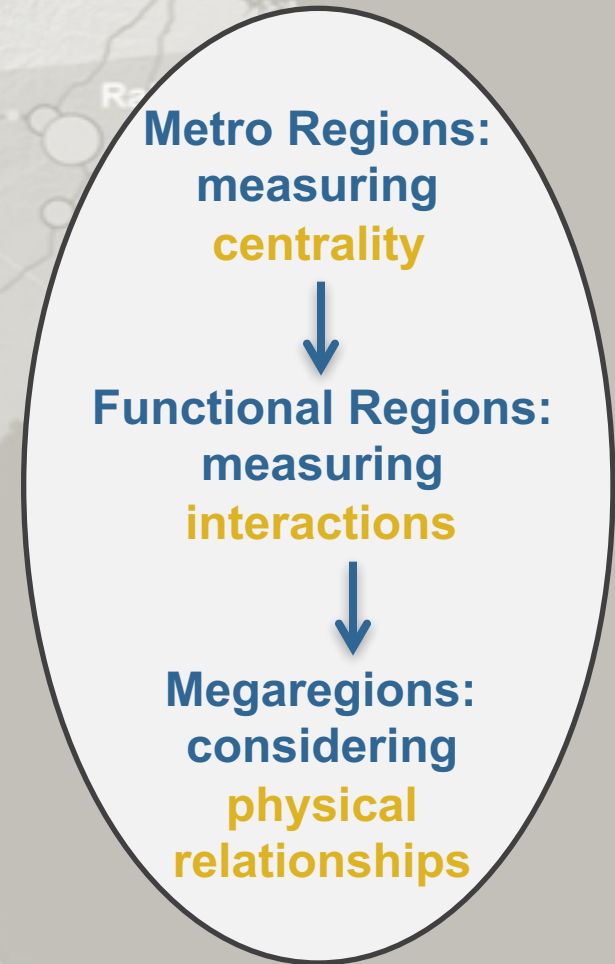 Metro Regions:
measuring
centrality
Functional Regions:
measuring
interactions
Megaregions:
considering
physical
relationships